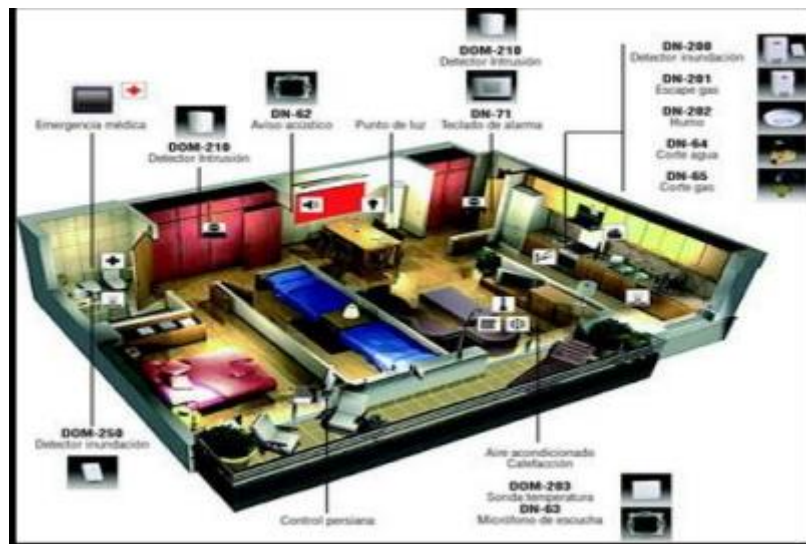 DOM-210
Detector Intrusión
DN-200
Detector inundación
DN-201
Escape gas
DN-202
Humo
DN-64
Corte agua
DN-65
Corte gas
Emergencia médica
DOM-210
Detector Intrusión
DN-62
Aviso acústico
Punto de luz
DN-71
Teclado de alarma
DOM-250
Detector inundación
Control persiana
Aire acondicionado
Calefacción
DOM-203
Sonda temperatura
DN-63
Micrófono de escucha